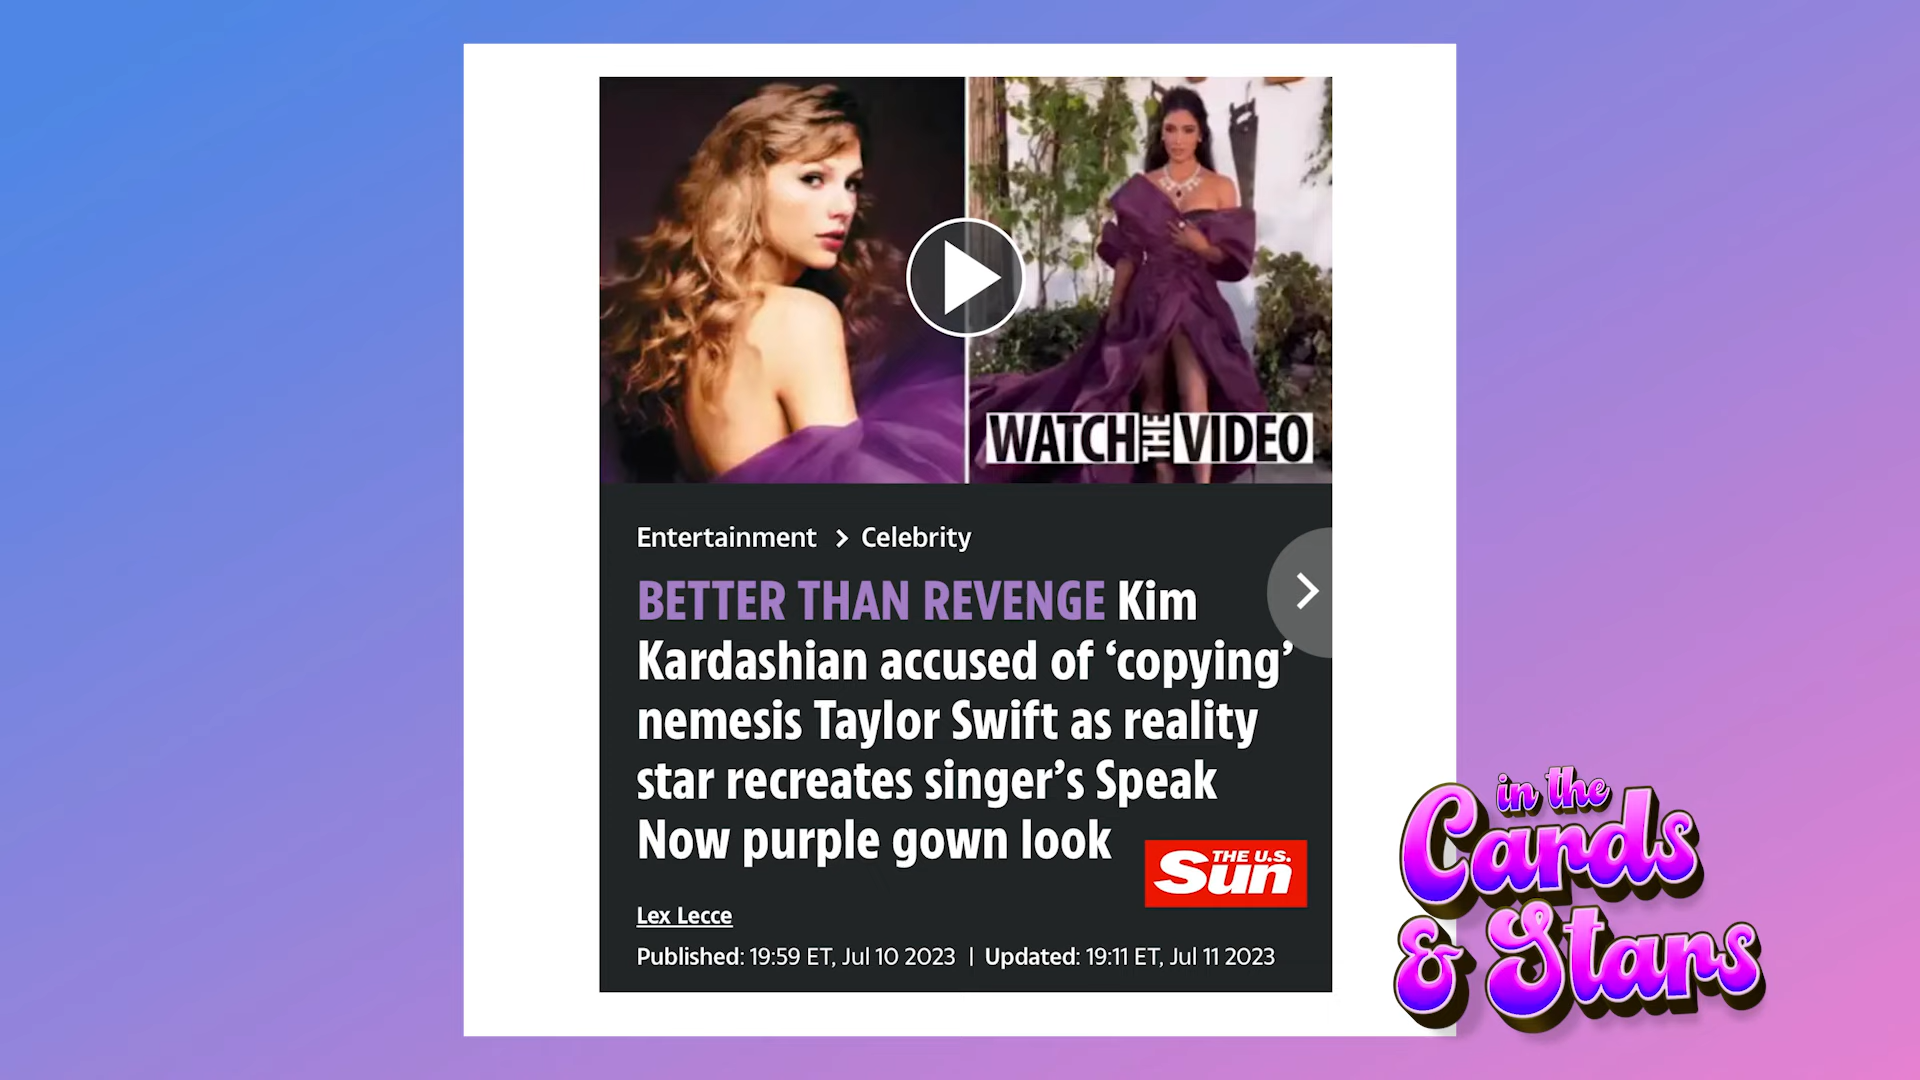 WATCH THE VIDEO
Entertainment > Celebrity
BETTER THAN REVENGE Kim
Kardashian accused of ‘copying’
nemesis Taylor Swift as reality
star recreates singer’s Speak
Now purple gown look
THE U.S.
Sun
Lex Lecce
Published: 19:59 ET, Jul 10 2023 | Updated: 19:11 ET, Jul 11 2023
in the
Cards
& Stars